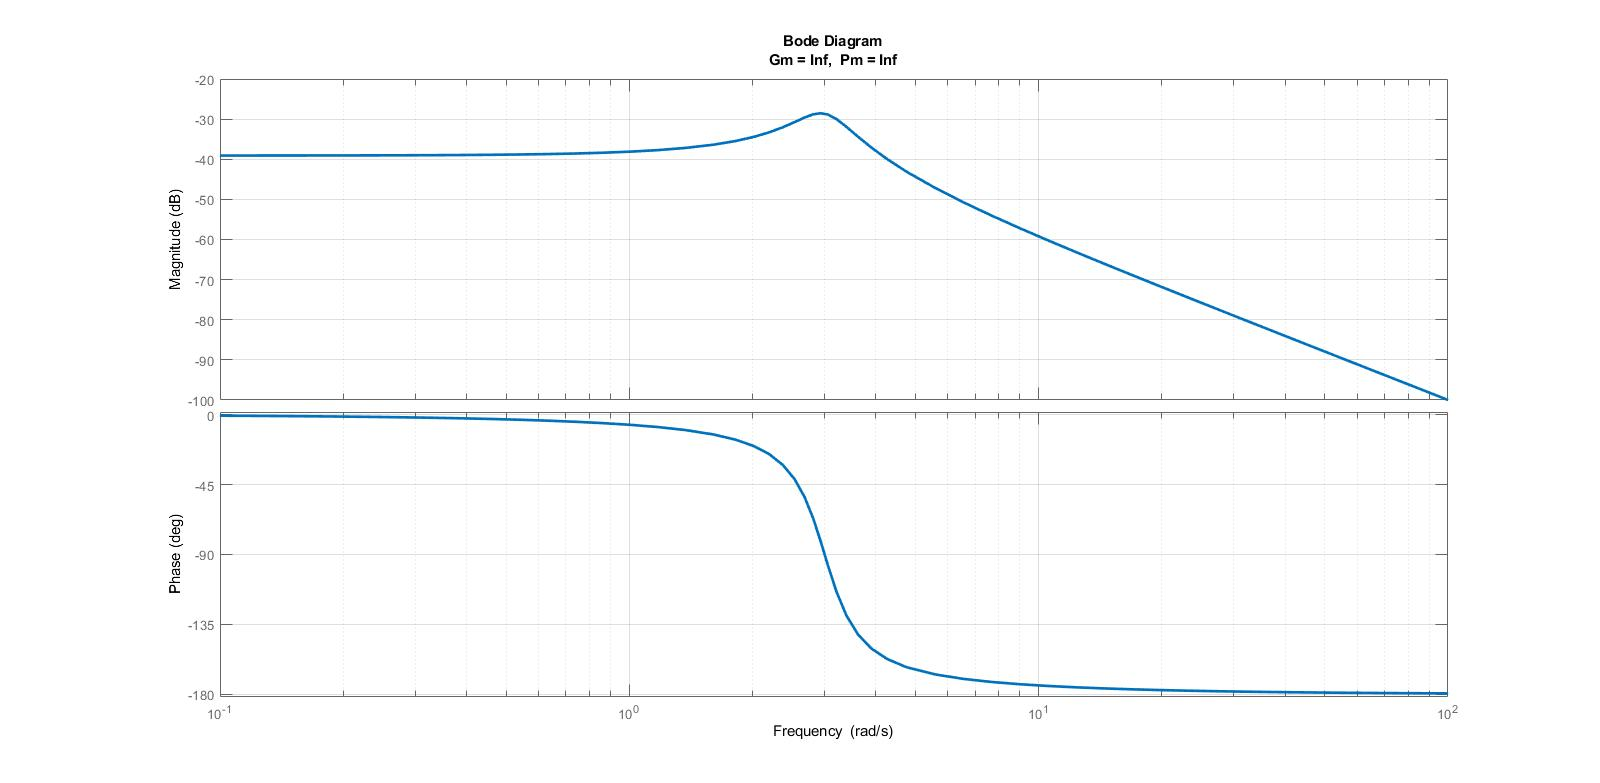 Bode Diagram
Gm = Inf, Pm = Inf
Magnitude (dB)
-20
-30
-40
-50
-60
-70
-80
-90
-100
Phase (deg)
0
-45
-90
-135
-180
10^-1 10^0 10^1 10^2
Frequency (rad/s)